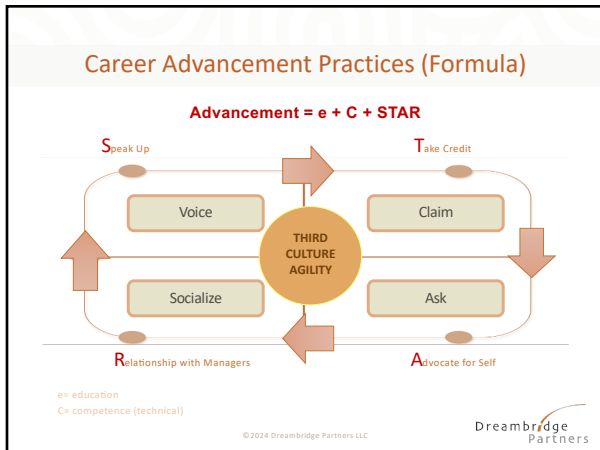 Career Advancement Practices (Formula)
Advancement = e + C + STAR
Speak Up
Take Credit
Voice
Claim
THIRD
CULTURE
AGILITY
Socialize
Ask
Relationship with Managers
Advocate for Self
e= education
C= competence (technical)
©2024 Dreambridge Partners LLC
Dreambridge
Partners